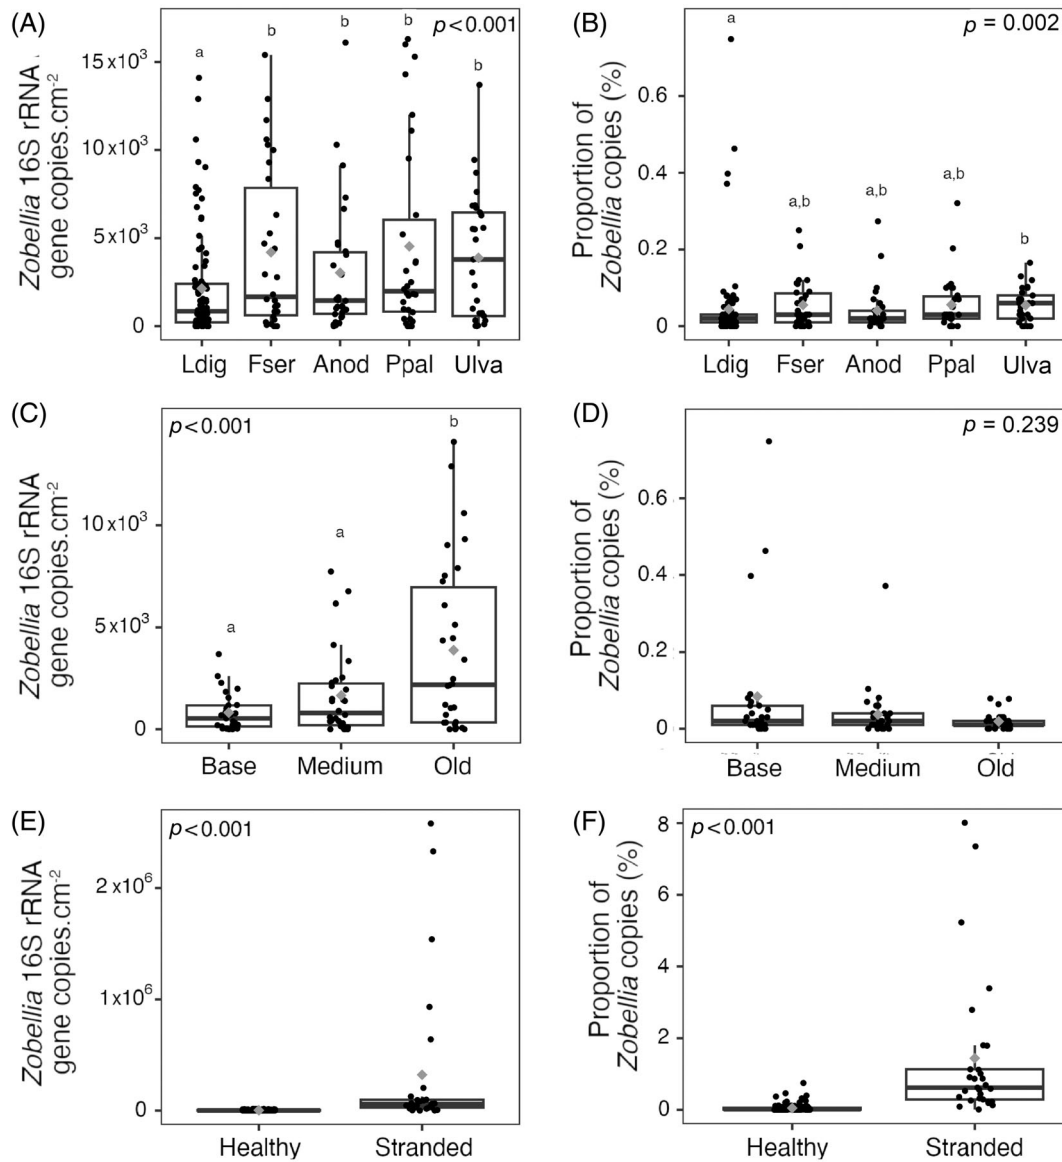 (A)
Zobellia 16S rRNA
gene copies.cm⁻²
15x10³
10x10³
5x10³
0
a
b
b
b
b
p<0.001
Ldig Fser Anod Ppal Ulva
(B)
Proportion of
Zobellia copies (%)
0.6
0.4
0.2
0
a
a,b
a,b
a,b
b
p = 0.002
Ldig Fser Anod Ppal Ulva
(C)
Zobellia 16S rRNA
gene copies.cm⁻²
10x10³
5x10³
0
p<0.001
a
a
b
Base Medium Old
(D)
Proportion of
Zobellia copies (%)
0.6
0.4
0.2
0
p = 0.239
Base Medium Old
(E)
Zobellia 16S rRNA
gene copies.cm⁻²
2x10⁶
1x10⁶
0
p<0.001
Healthy Stranded
(F)
Proportion of
Zobellia copies (%)
8
6
4
2
0
p<0.001
Healthy Stranded